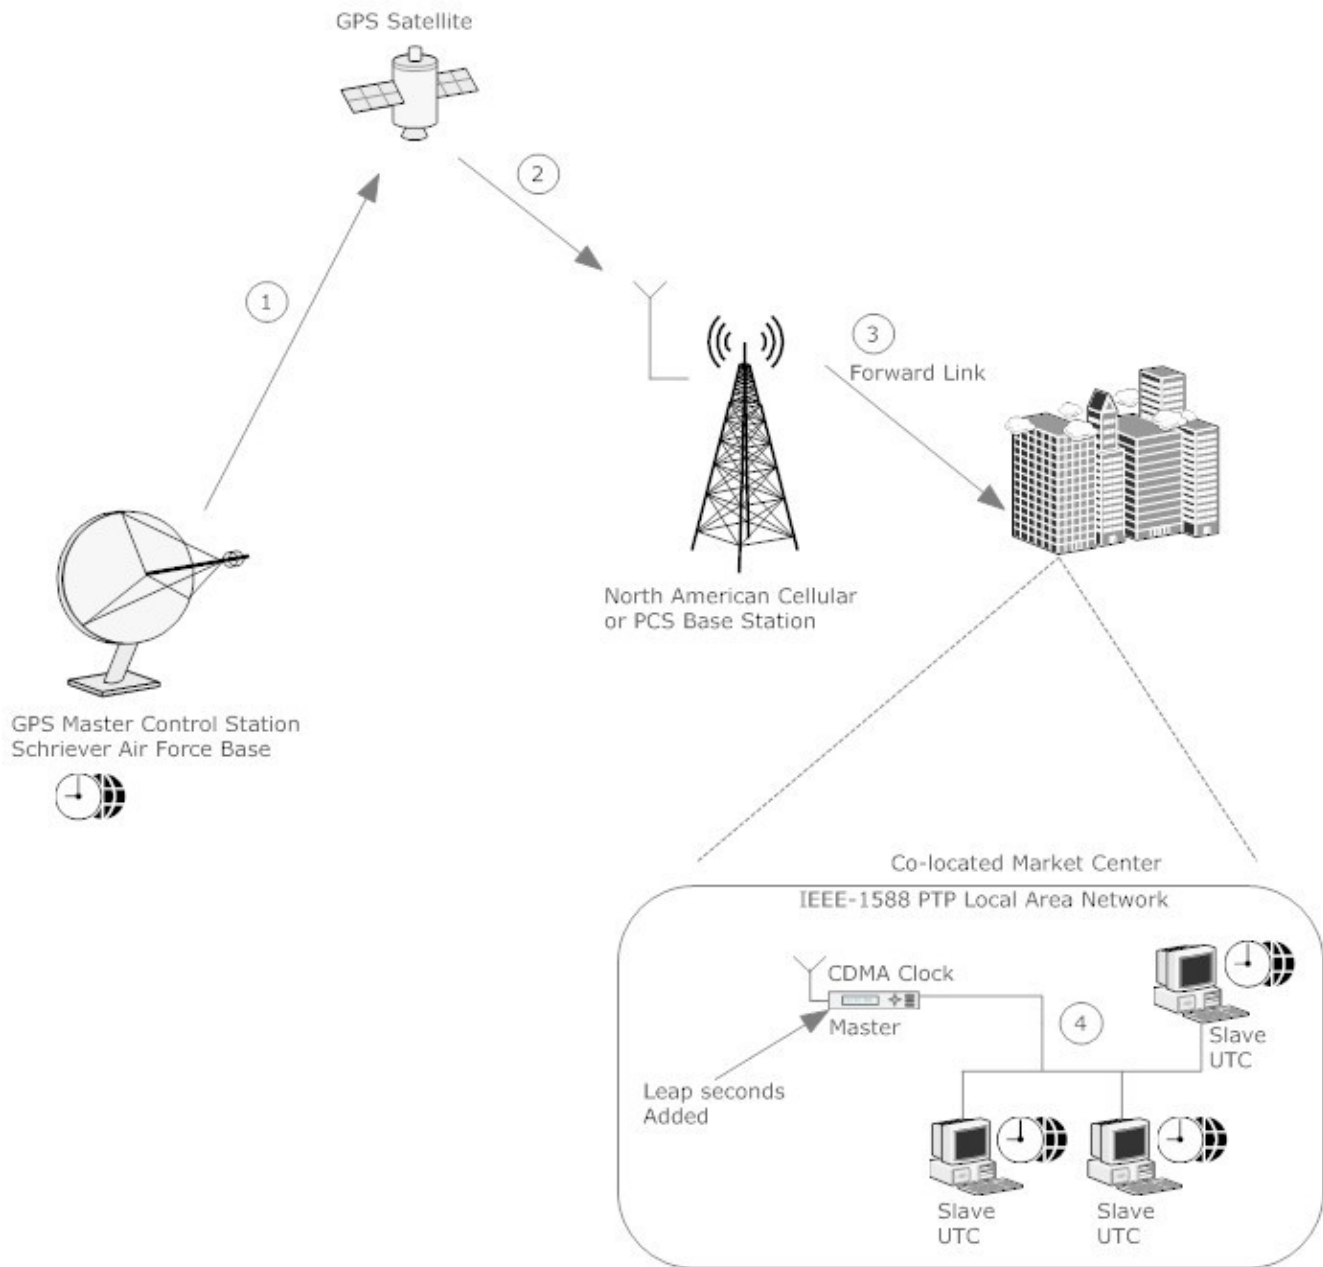 GPS Satellite
2
1
3
Forward Link
North American Cellular
or PCS Base Station
GPS Master Control Station
Schriever Air Force Base
Co-located Market Center
IEEE-1588 PTP Local Area Network
CDMA Clock
Master
4
Slave
UTC
Leap seconds
Added
Slave
UTC
Slave
UTC